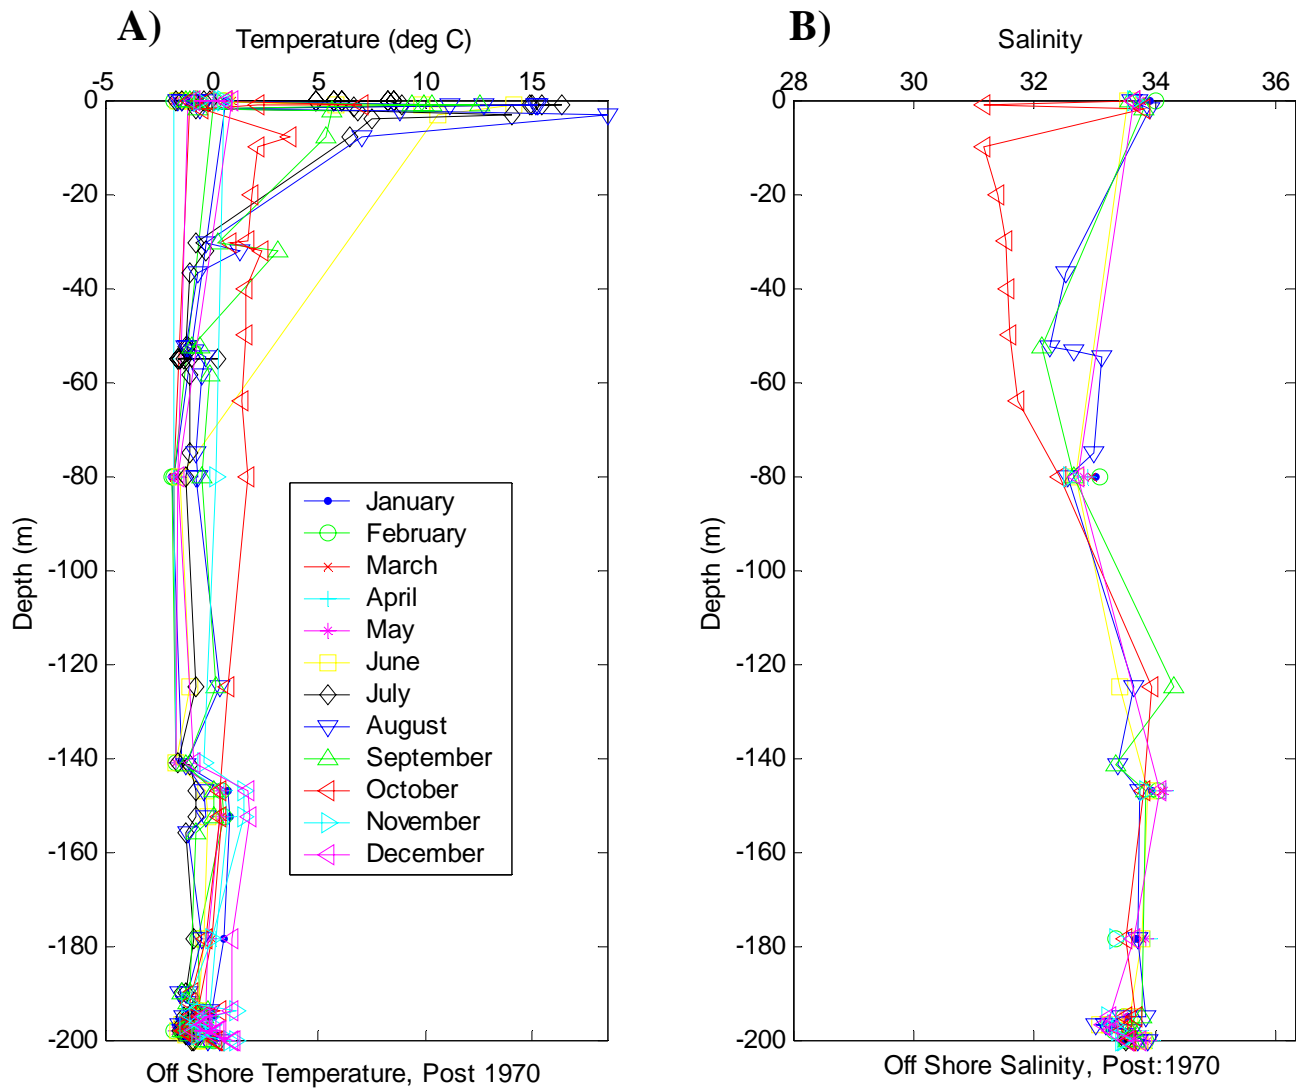 A)
Temperature (deg C)
-5 0 5 10 15
0
-20
-40
-60
-80
-100
-120
-140
-160
-180
-200
Depth (m)
January
February
March
April
May
June
July
August
September
October
November
December
Off Shore Temperature, Post 1970
B)
Salinity
28 30 32 34 36
0
-20
-40
-60
-80
-100
-120
-140
-160
-180
-200
Depth (m)
Off Shore Salinity, Post:1970